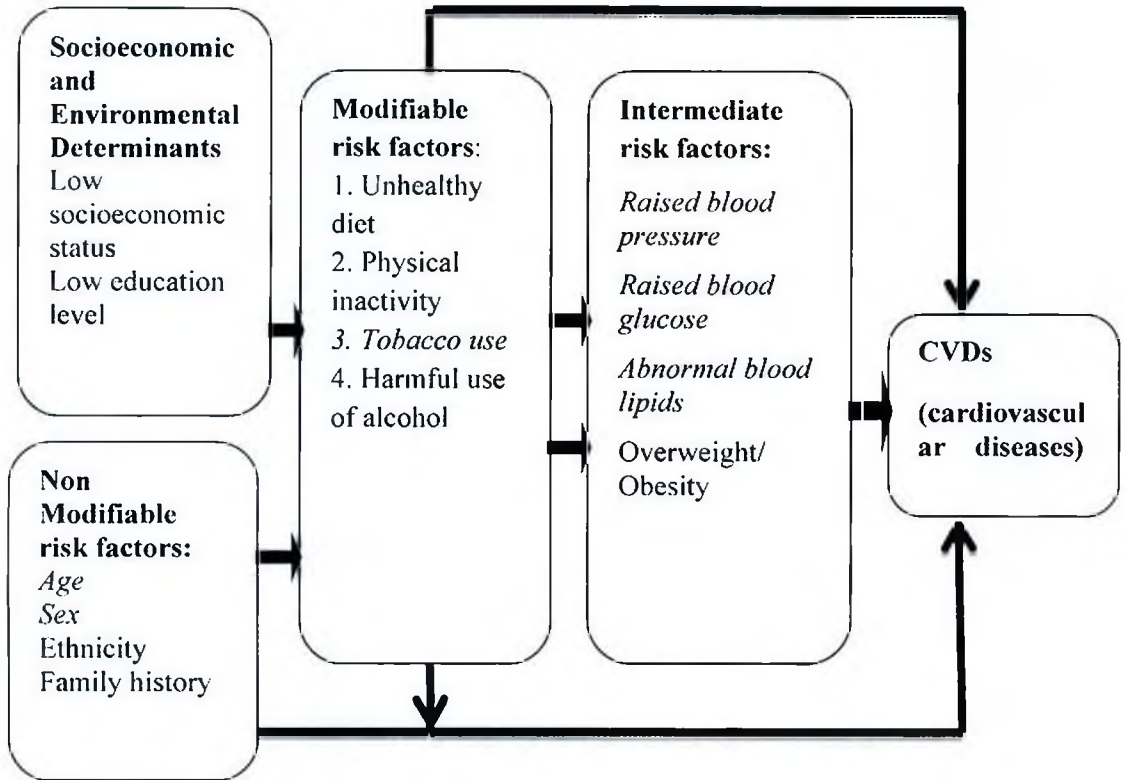 Socioeconomic
and
Environmental
Determinants
Low
socioeconomic
status
Low education
level
Non
Modifiable
risk factors:
Age
Sex
Ethnicity
Family history
Modifiable
risk factors:
1. Unhealthy
diet
2. Physical
inactivity
3. Tobacco use
4. Harmful use
of alcohol
Intermediate
risk factors:
Raised blood
pressure
Raised blood
glucose
Abnormal blood
lipids
Overweight/
Obesity
CVDs
(cardiovascul
ar diseases)